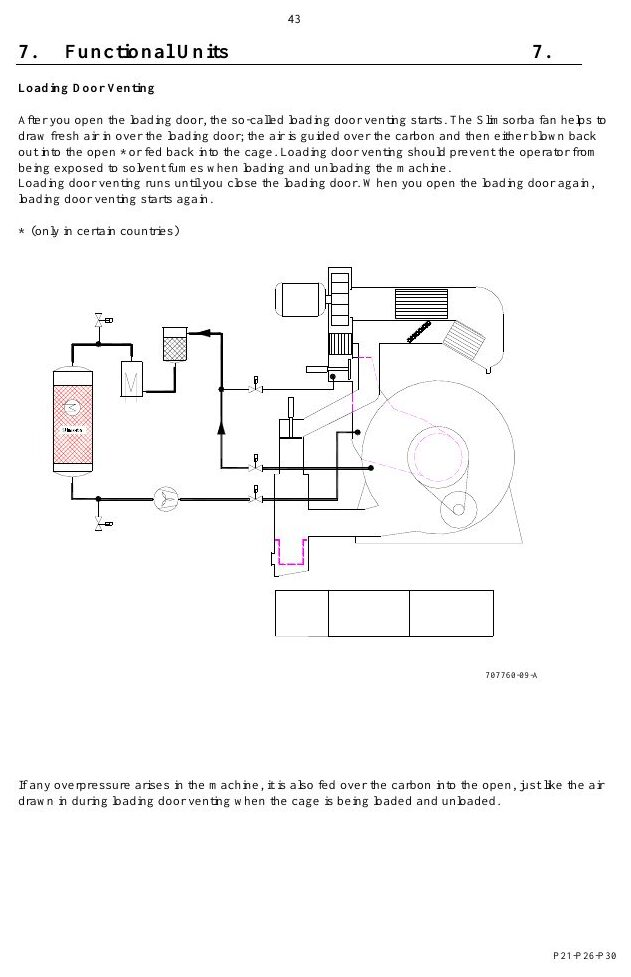 43
7. Functional Units 7.
Loading Door Venting
After you open the loading door, the so-called loading door venting starts. The Slimsorba fan helps to
draw fresh air in over the loading door; the air is guided over the carbon and then either blown back
out into the open * or fed back into the cage. Loading door venting should prevent the operator from
being exposed to solvent fumes when loading and unloading the machine.
Loading door venting runs until you close the loading door. When you open the loading door again,
loading door venting starts again.
* (only in certain countries)
707760-09-A
If any overpressure arises in the machine, it is also fed over the carbon into the open, just like the air
drawn in during loading door venting when the cage is being loaded and unloaded.
P21-P26-P30